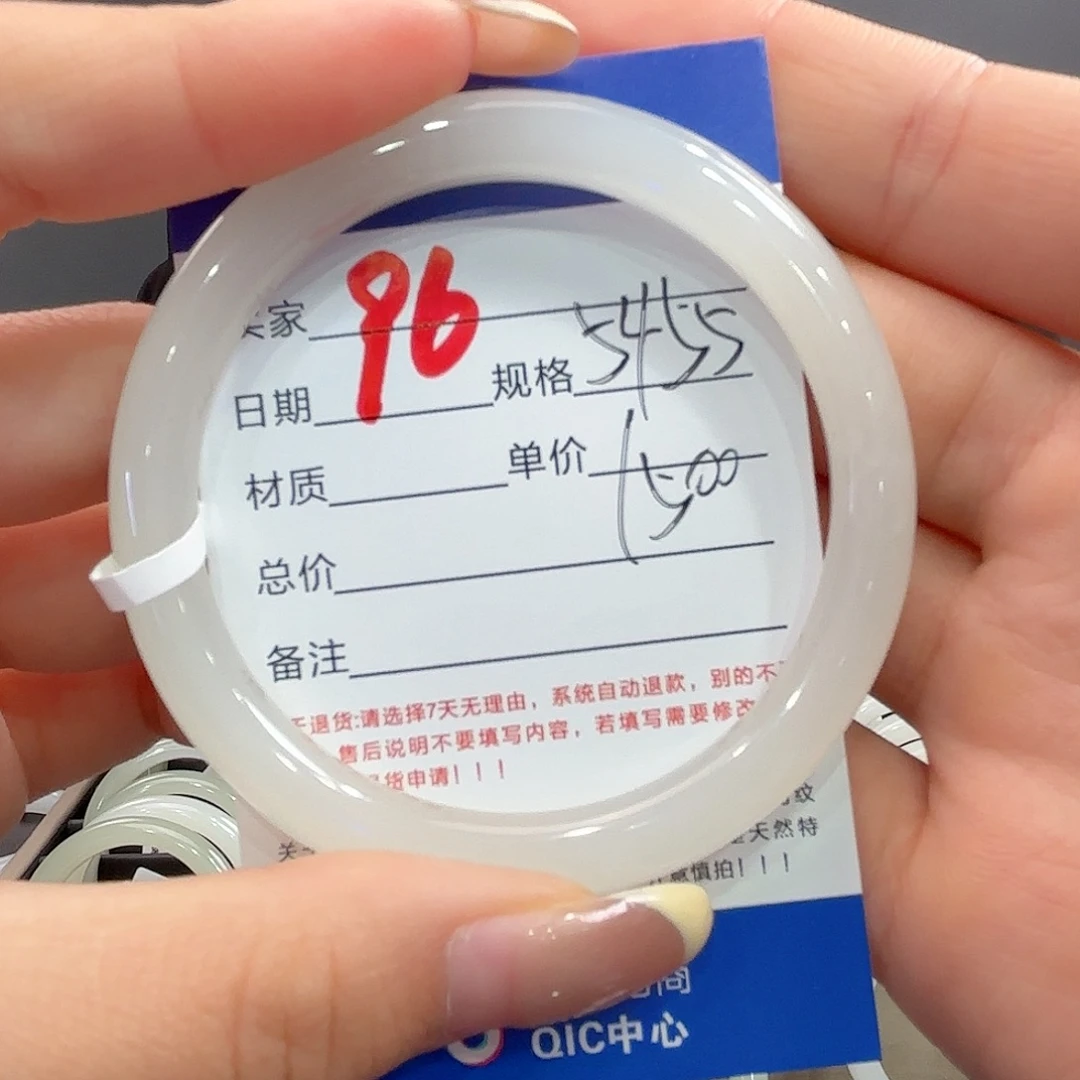 家
96
日期 规格 5455
材质 单价 1500
总价
备注
退货:请选择7天无理由，系统自动退款，别的不
售后说明不要填写内容，若填写需要修改
货申请！！！
纹
天然特
慎拍！！！
QIC中心